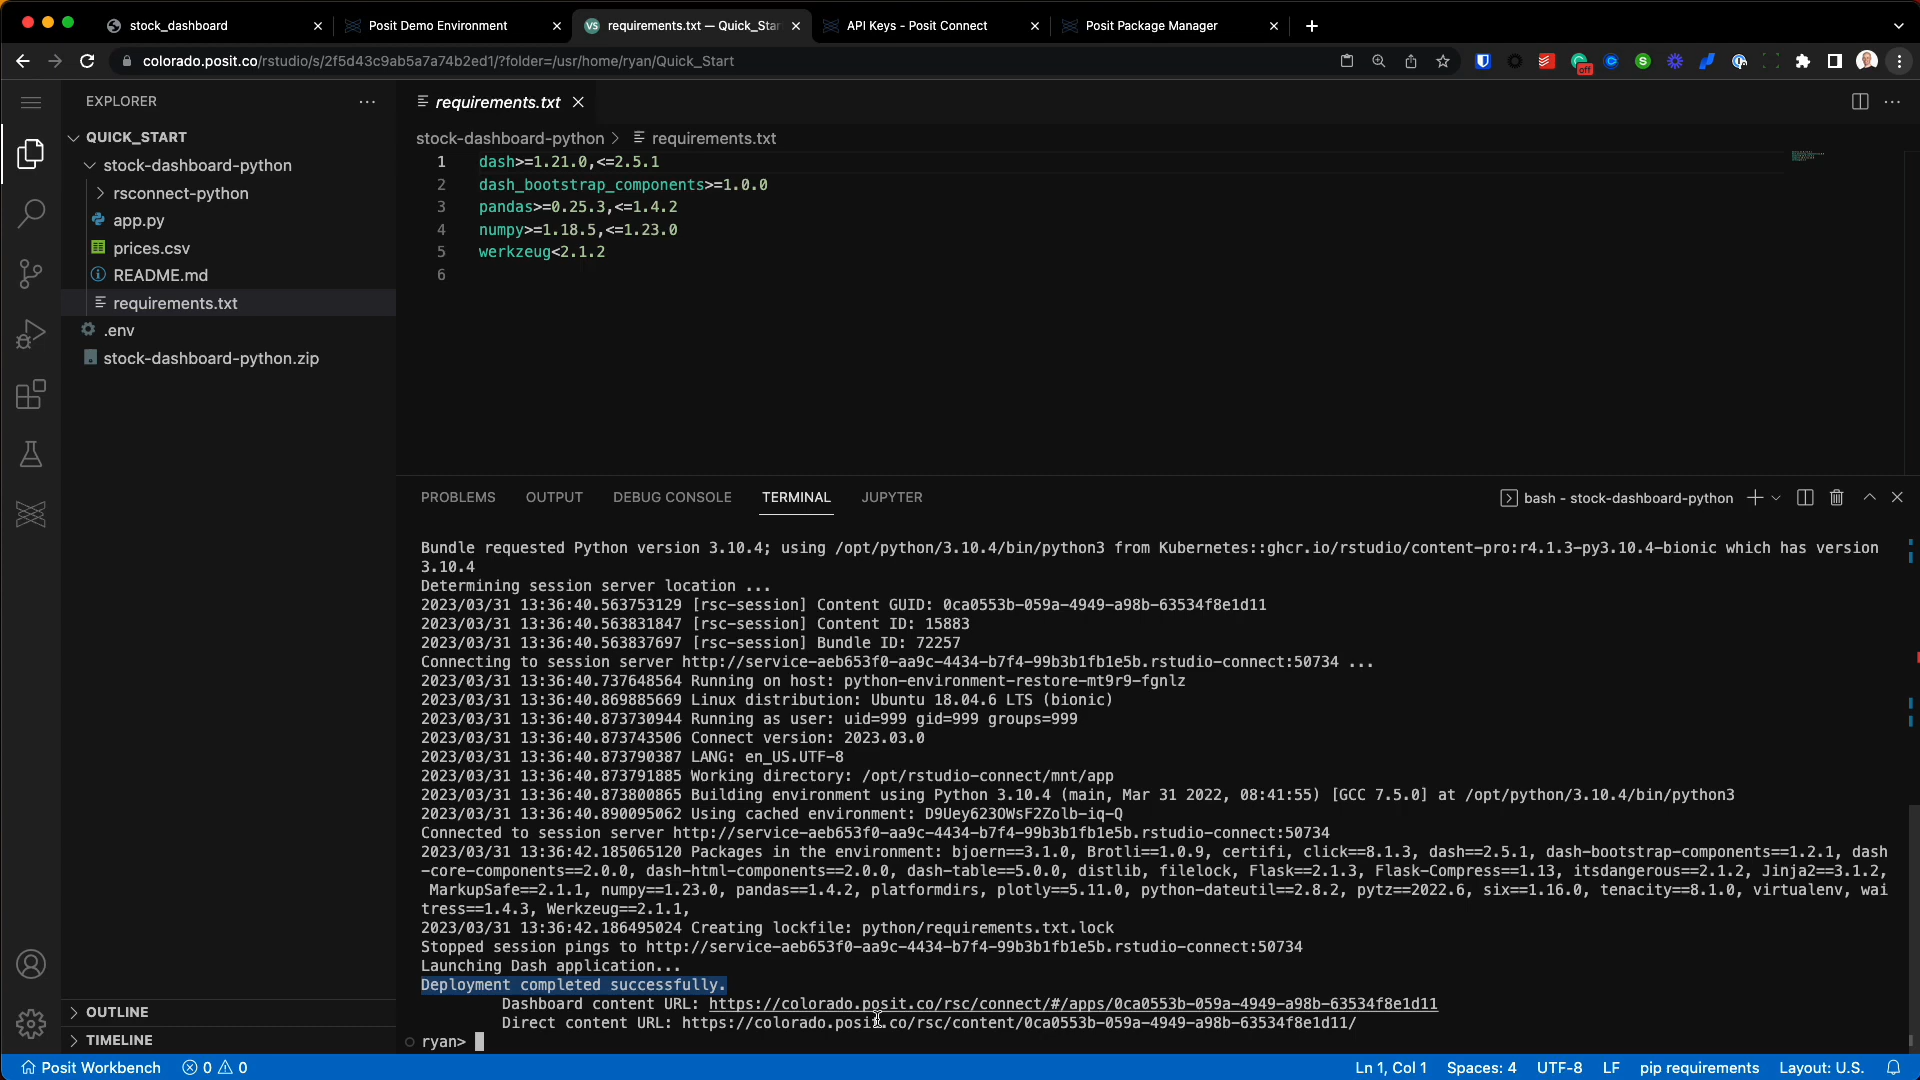 stock_dashboard
Posit Demo Environment
requirements.txt — Quick_Star
API Keys - Posit Connect
Posit Package Manager
colorado.posit.co/rstudio/s/2f5d43c9ab5a7a74b2ed1/?folder=/usr/home/ryan/Quick_Start
off
EXPLORER
QUICK_START
stock-dashboard-python
rsconnect-python
app.py
prices.csv
README.md
requirements.txt
.env
stock-dashboard-python.zip
OUTLINE
TIMELINE
requirements.txt
stock-dashboard-python > requirements.txt
1 dash>=1.21.0,<=2.5.1
2 dash_bootstrap_components>=1.0.0
3 pandas>=0.25.3,<=1.4.2
4 numpy>=1.18.5,<=1.23.0
5 werkzeug<2.1.2
6
PROBLEMS OUTPUT DEBUG CONSOLE TERMINAL JUPYTER
bash - stock-dashboard-python
Bundle requested Python version 3.10.4; using /opt/python/3.10.4/bin/python3 from Kubernetes::ghcr.io/rstudio/content-pro:r4.1.3-py3.10.4-bionic which has version
3.10.4
Determining session server location ...
2023/03/31 13:36:40.563753129 [rsc-session] Content GUID: 0ca0553b-059a-4949-a98b-63534f8e1d11
2023/03/31 13:36:40.563831847 [rsc-session] Content ID: 15883
2023/03/31 13:36:40.563837697 [rsc-session] Bundle ID: 72257
Connecting to session server http://service-aeb653f0-aa9c-4434-b7f4-99b3b1fb1e5b.rstudio-connect:50734 ...
2023/03/31 13:36:40.737648564 Running on host: python-environment-restore-mt9r9-fgnlz
2023/03/31 13:36:40.869885669 Linux distribution: Ubuntu 18.04.6 LTS (bionic)
2023/03/31 13:36:40.873730944 Running as user: uid=999 gid=999 groups=999
2023/03/31 13:36:40.873743506 Connect version: 2023.03.0
2023/03/31 13:36:40.873790387 LANG: en_US.UTF-8
2023/03/31 13:36:40.873791885 Working directory: /opt/rstudio-connect/mnt/app
2023/03/31 13:36:40.873800865 Building environment using Python 3.10.4 (main, Mar 31 2022, 08:41:55) [GCC 7.5.0] at /opt/python/3.10.4/bin/python3
2023/03/31 13:36:40.890095062 Using cached environment: D9Uey623OWsF2Zolb-iq-Q
Connected to session server http://service-aeb653f0-aa9c-4434-b7f4-99b3b1fb1e5b.rstudio-connect:50734
2023/03/31 13:36:42.185065120 Packages in the environment: bjoern==3.1.0, Brotli==1.0.9, certifi, click==8.1.3, dash==2.5.1, dash-bootstrap-components==1.2.1, dash
-core-components==2.0.0, dash-html-components==2.0.0, dash-table==5.0.0, distlib, filelock, Flask==2.1.3, Flask-Compress==1.13, itsdangerous==2.1.2, Jinja2==3.1.2,
MarkupSafe==2.1.1, numpy==1.23.0, pandas==1.4.2, platformdirs, plotly==5.11.0, python-dateutil==2.8.2, pytz==2022.6, six==1.16.0, tenacity==8.1.0, virtualenv, wai
tress==1.4.3, Werkzeug==2.1.1,
2023/03/31 13:36:42.186495024 Creating lockfile: python/requirements.txt.lock
Stopped session pings to http://service-aeb653f0-aa9c-4434-b7f4-99b3b1fb1e5b.rstudio-connect:50734
Launching Dash application...
Deployment completed successfully.
Dashboard content URL: https://colorado.posit.co/rsc/connect/#/apps/0ca0553b-059a-4949-a98b-63534f8e1d11
Direct content URL: https://colorado.posit.co/rsc/content/0ca0553b-059a-4949-a98b-63534f8e1d11/
ryan>
Posit Workbench 0 0 Ln 1, Col 1 Spaces: 4 UTF-8 LF pip requirements Layout: U.S.